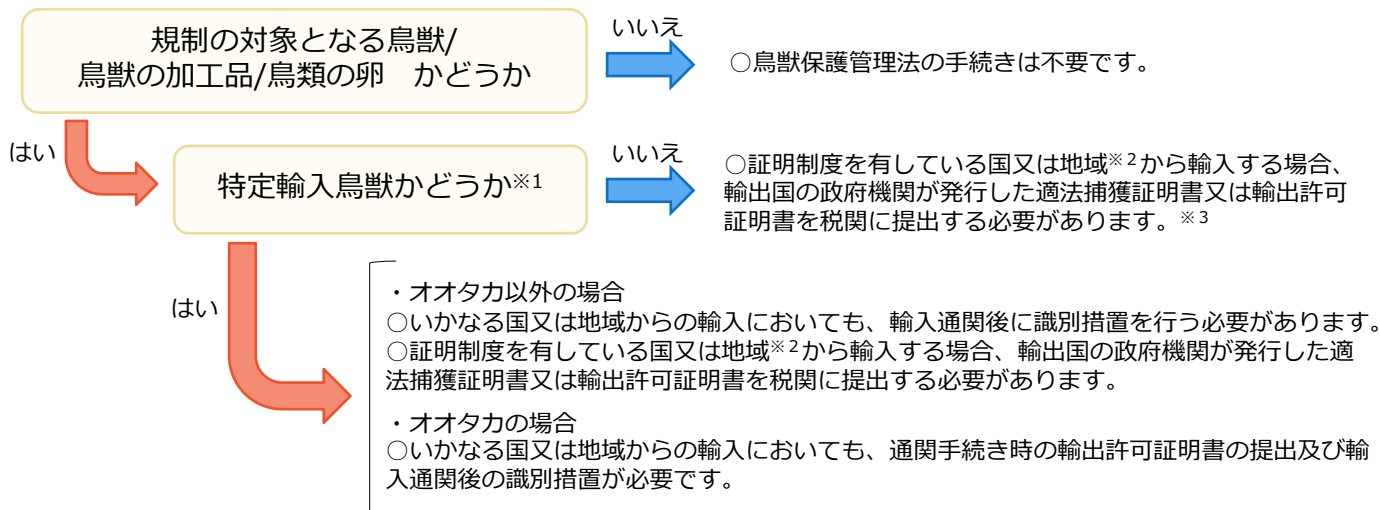 規制の対象となる鳥獣/
鳥獣の加工品/鳥類の卵　かどうか
いいえ
○鳥獣保護管理法の手続きは不要です。
はい
特定輸入鳥獣かどうか※1
いいえ
○証明制度を有している国又は地域※2から輸入する場合、
輸出国の政府機関が発行した適法捕獲証明書又は輸出許可
証明書を税関に提出する必要があります。※3
はい
・オオタカ以外の場合
○いかなる国又は地域からの輸入においても、輸入通関後に識別措置を行う必要があります。
○証明制度を有している国又は地域※2から輸入する場合、輸出国の政府機関が発行した適
法捕獲証明書又は輸出許可証明書を税関に提出する必要があります。
・オオタカの場合
○いかなる国又は地域からの輸入においても、通関手続き時の輸出許可証明書の提出及び輸
入通関後の識別措置が必要です。